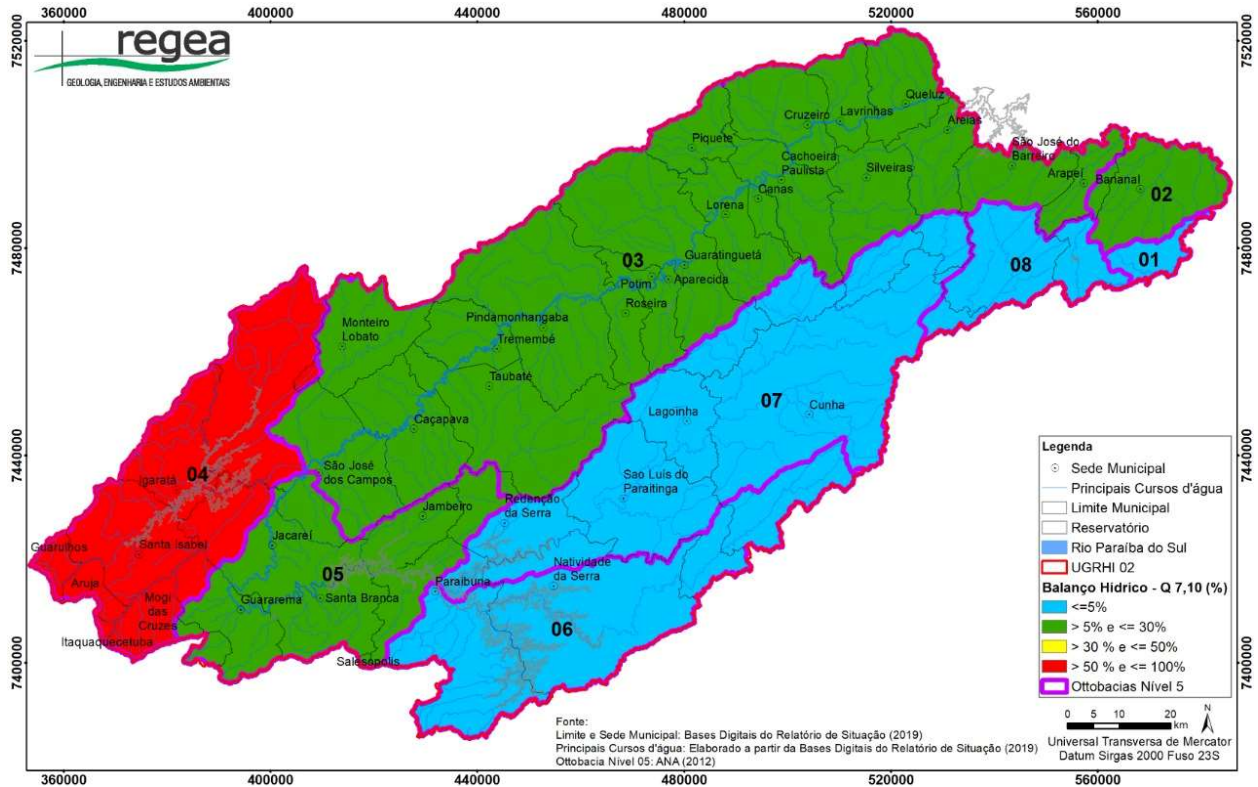 360000 400000 440000 480000 520000 560000
7520000 7520000
regea
GEOLOGIA, ENGENHARIA E ESTUDOS AMBIENTAIS
Queluz
Cruzeiro
Lavrinhas
Areias
Piquete
São José do
Barreiro
Cachoeira
Paulista
Silveiras
Arapeí
Bananal
02
Canas
Lorena
7480000 7480000
03
Guaratinguetá
08
01
Potim
Aparecida
Roseira
Monteiro
Lobato
Pindamonhangaba
Tremembé
Taubaté
07
Lagoinha
Cunha
Caçapava
7440000 7440000
04
Igaratá
São José
dos Campos
Sao Luís do
Paraitinga
Redenção
da Serra
Jambeiro
Jacareí
Guarulhos
Santa Isabel
Arujá
05
Natividade
da Serra
Paraibuna
Mogi
das
Cruzes
Guararema
Santa Branca
Itaquaquecetuba
06
Salesópolis
7400000 7400000
Legenda
Sede Municipal
Principais Cursos d'água
Limite Municipal
Reservatório
Rio Paraíba do Sul
UGRHI 02
Balanço Hídrico - Q 7,10 (%)
<=5%
> 5% e <= 30%
> 30 % e <= 50%
> 50 % e <= 100%
Ottobacias Nível 5
0 5 10 20
km
N
Universal Transversa de Mercator
Datum Sirgas 2000 Fuso 23S
Fonte:
Limite e Sede Municipal: Bases Digitais do Relatório de Situação (2019)
Principais Cursos d'água: Elaborado a partir da Bases Digitais do Relatório de Situação (2019)
Ottobacia Nível 05: ANA (2012)
360000 400000 440000 480000 520000 560000